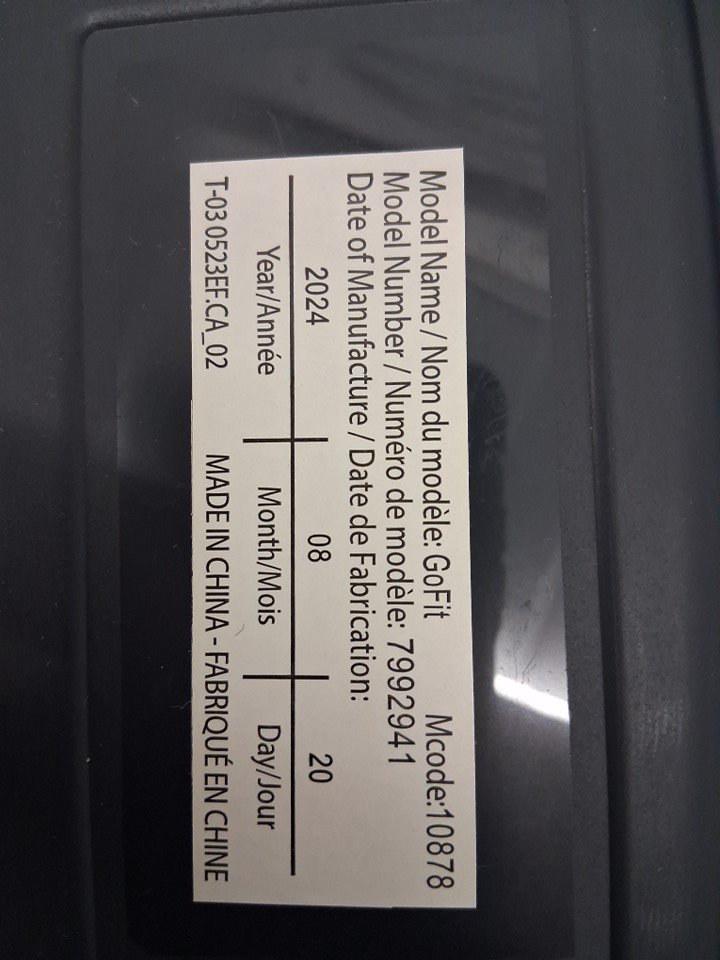 Model Name / Nom du modèle: GoFit Mcode:10878
Model Number / Numéro de modèle: 7992941
Date of Manufacture / Date de Fabrication:
2024 08 20
Year/Année Month/Mois Day/Jour
T-03 0523EF.CA_02 MADE IN CHINA - FABRIQUÉ EN CHINE